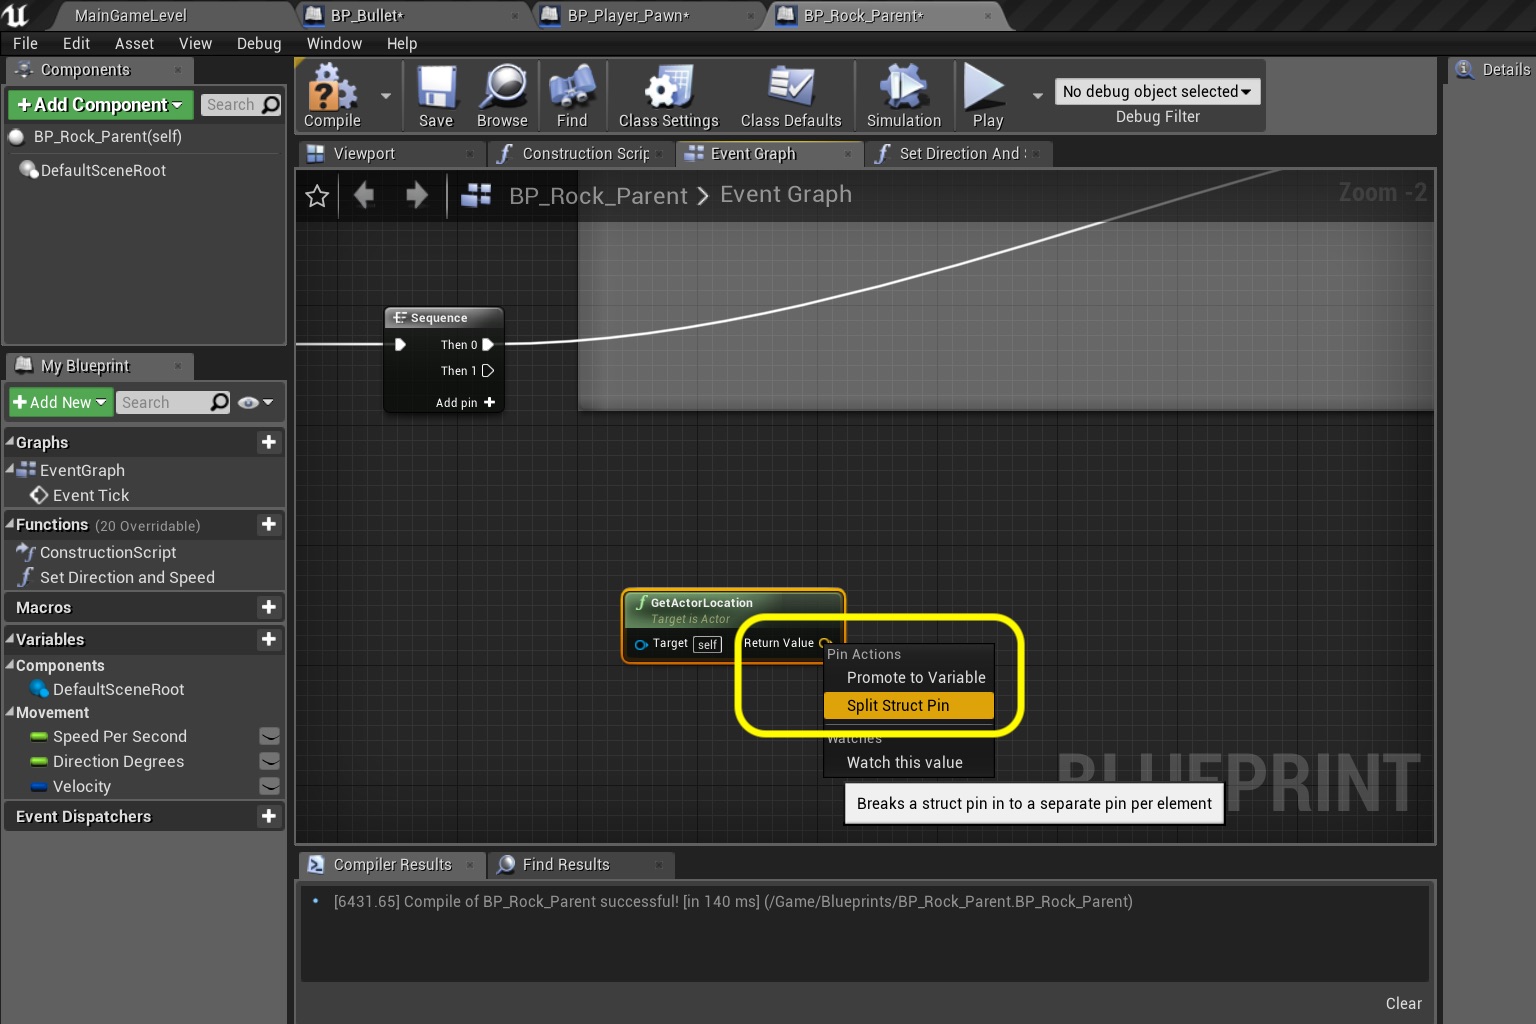 MainGameLevel
BP_Bullet*
BP_Player_Pawn*
BP_Rock_Parent*
File Edit Asset View Debug Window Help
Components
Add Component
Search
BP_Rock_Parent(self)
DefaultSceneRoot
Compile
Save
Browse
Find
Class Settings
Class Defaults
Simulation
Play
No debug object selected
Debug Filter
Details
Viewport
Construction Scrip
Event Graph
Set Direction And
BP_Rock_Parent > Event Graph
Zoom -2
Sequence
Then 0
Then 1
Add pin
My Blueprint
Add New
Search
Graphs
EventGraph
Event Tick
Functions (20 Overridable)
ConstructionScript
Set Direction and Speed
Macros
Variables
Components
DefaultSceneRoot
Movement
Speed Per Second
Direction Degrees
Velocity
Event Dispatchers
GetActorLocation
Target is Actor
Target self Return Value
Pin Actions
Promote to Variable
Split Struct Pin
Watches
Watch this value
BLUEPRINT
Breaks a struct pin in to a separate pin per element
Compiler Results
Find Results
[6431.65] Compile of BP_Rock_Parent successful! [in 140 ms] (/Game/Blueprints/BP_Rock_Parent.BP_Rock_Parent)
Clear